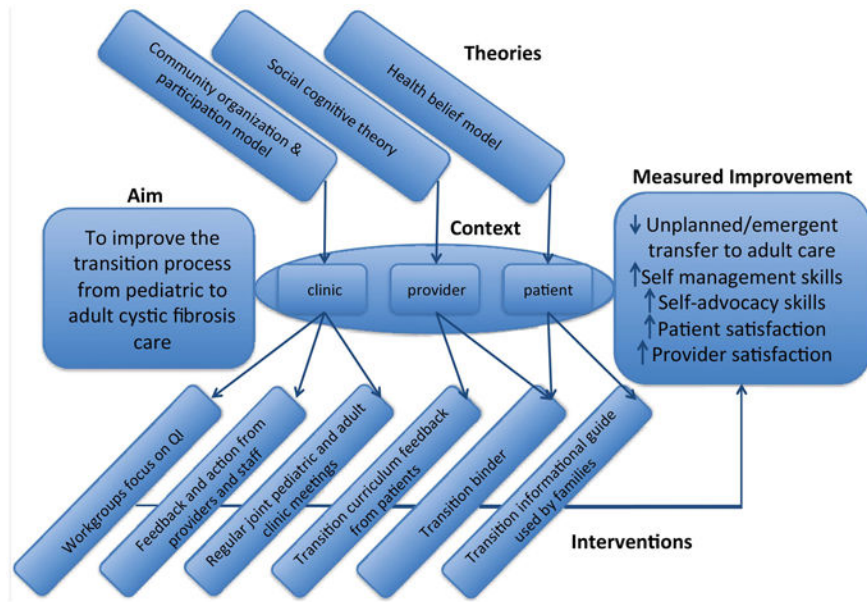 Theories
Community organization &
participation model
Social cognitive theory
Health belief model
Aim
To improve the
transition process
from pediatric to
adult cystic fibrosis
care
Context
clinic
provider
patient
Measured Improvement
↓ Unplanned/emergent
transfer to adult care
↑Self management skills
↑Self-advocacy skills
↑Patient satisfaction
↑Provider satisfaction
Workgroups focus on QI
Feedback and action from
providers and staff
Regular joint pediatric and adult
clinic meetings
Transition curriculum feedback
from patients
Transition binder
Transition informational guide
used by families
Interventions